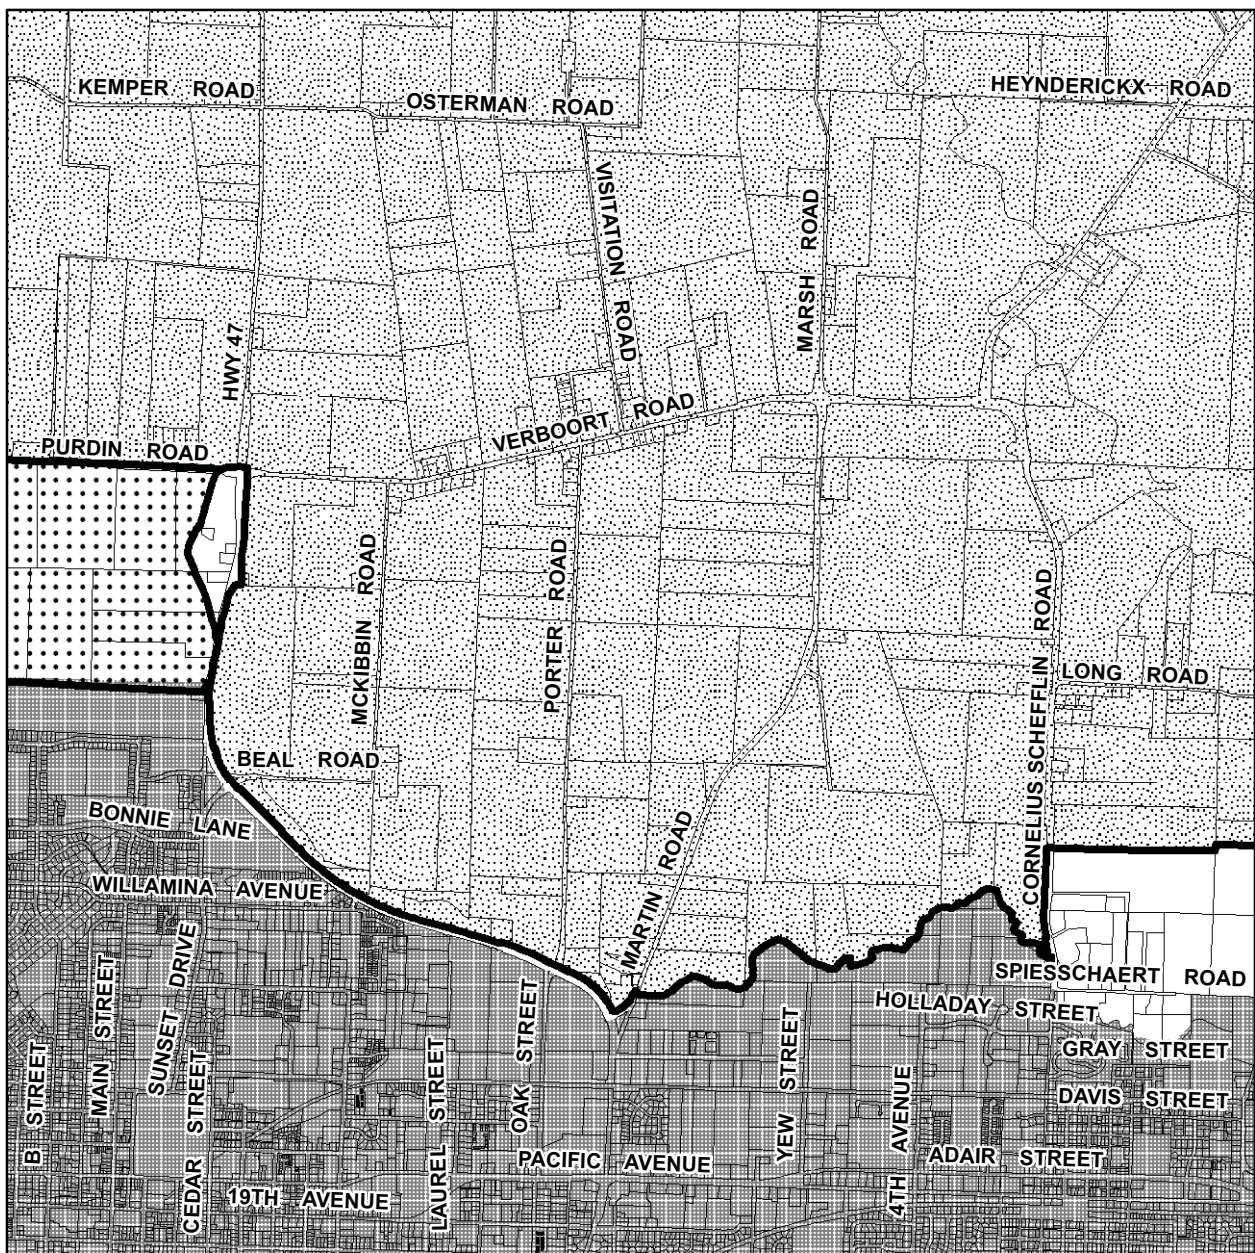 KEMPER ROAD
OSTERMAN ROAD
HEYNDERICKX ROAD
VISITATION ROAD
MARSH ROAD
HWY 47
VERBOORT ROAD
PURDIN ROAD
MCKIBBIN ROAD
PORTER ROAD
CORNELIUS SCHEFFLIN ROAD
LONG ROAD
BEAL ROAD
BONNIE LANE
MARTIN ROAD
WILLAMINA AVENUE
SUNSET DRIVE
MAIN STREET
SPIESSCHAERT ROAD
HOLLADAY STREET
OAK STREET
YEW STREET
GRAY STREET
B STREET
CEDAR STREET
LAUREL STREET
4TH AVENUE
DAVIS STREET
PACIFIC AVENUE
ADAIR STREET
19TH AVENUE